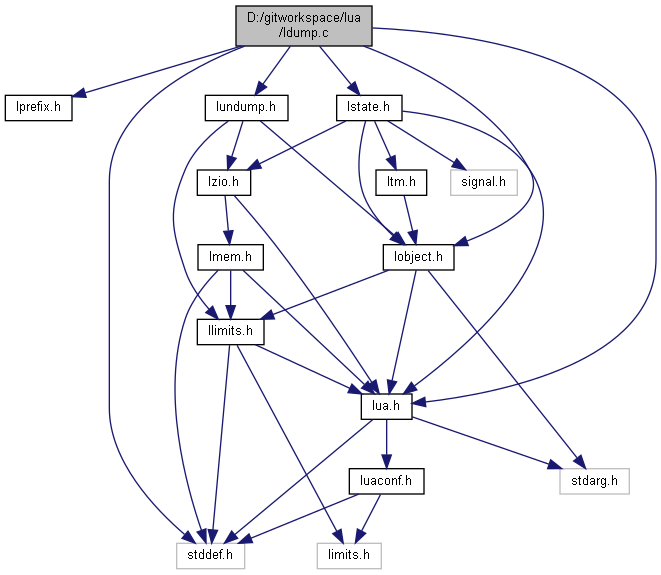 D:/gitworkspace/lua
/ldump.c
lprefix.h
lundump.h
lstate.h
lzio.h
ltm.h
signal.h
lmem.h
lobject.h
llimits.h
lua.h
luaconf.h
stdarg.h
stddef.h
limits.h